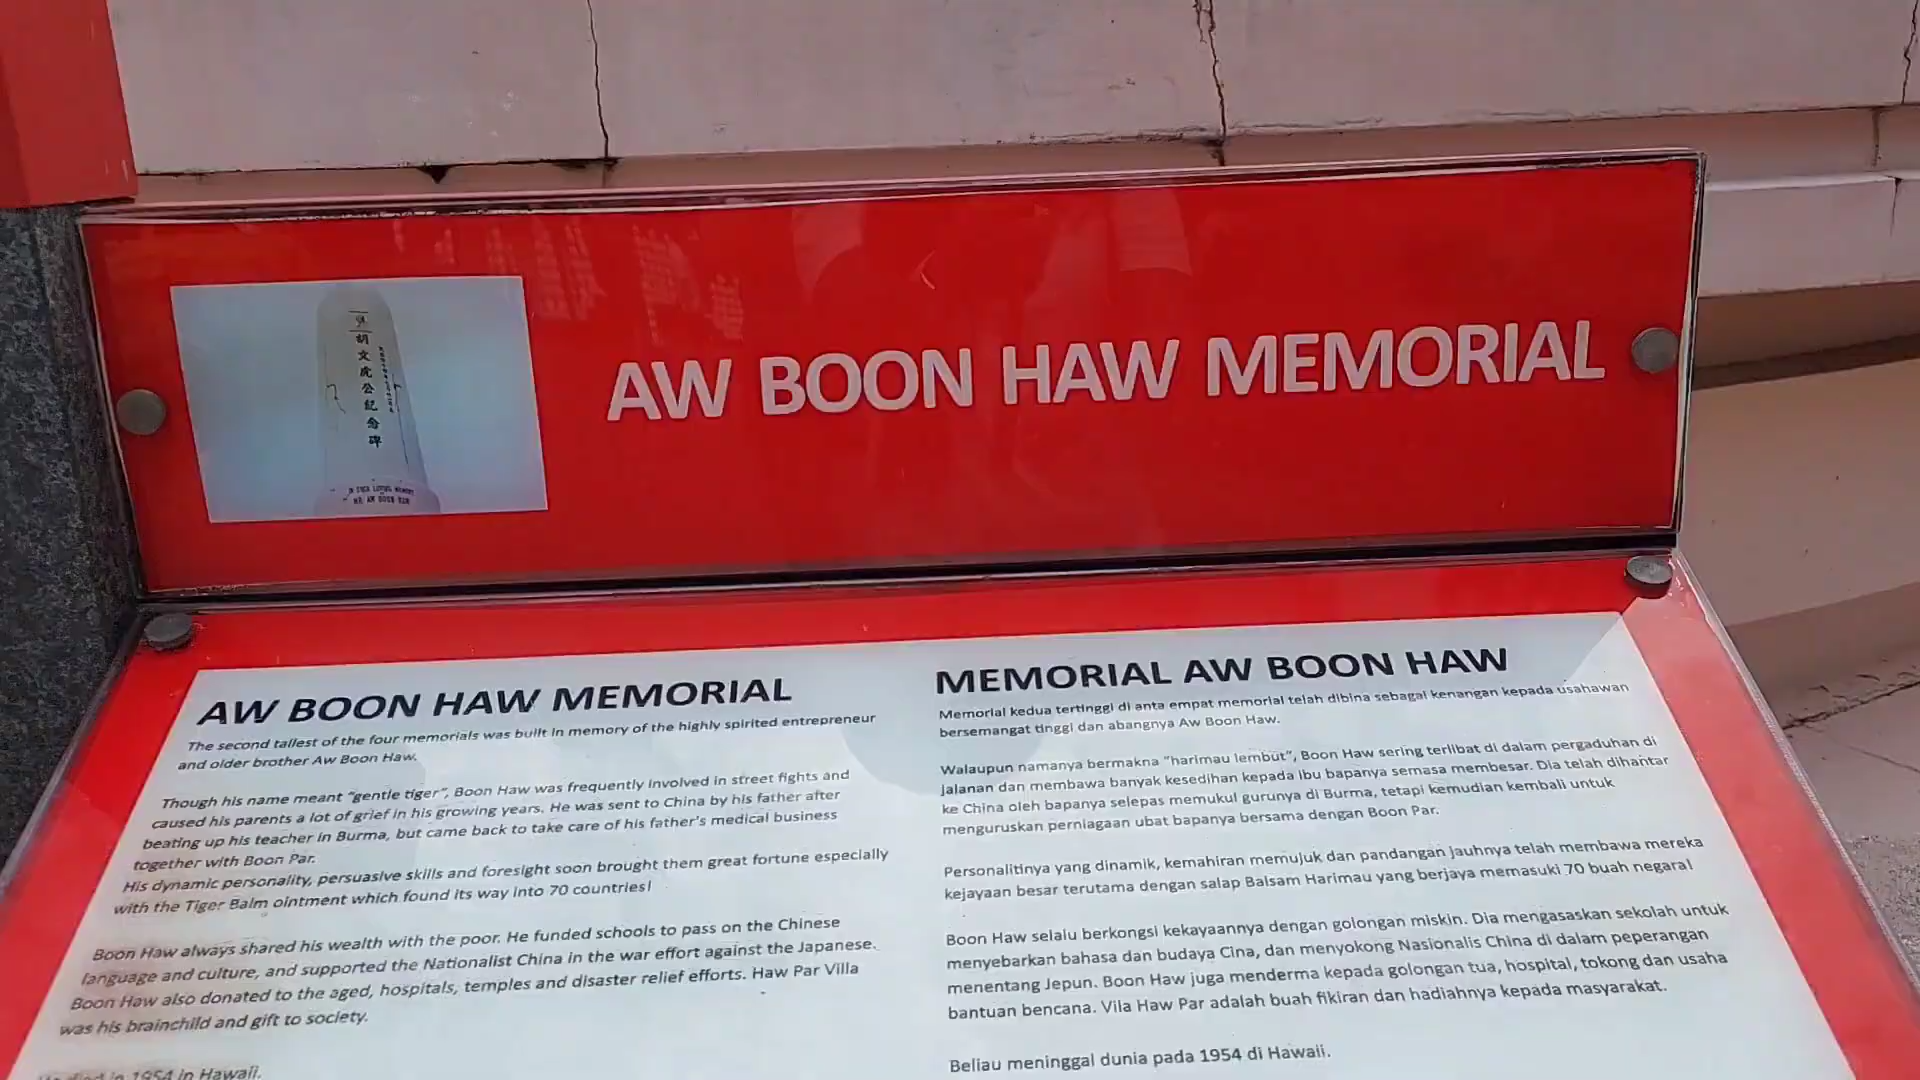 胡文虎公紀念碑
IN EVER LOVING MEMORY
MR. AW BOON HAW
AW BOON HAW MEMORIAL
AW BOON HAW MEMORIAL
The second tallest of the four memorials was built in memory of the highly spirited entrepreneur
and older brother Aw Boon Haw.
Though his name meant "gentle tiger", Boon Haw was frequently involved in street fights and
caused his parents a lot of grief in his growing years. He was sent to China by his father after
beating up his teacher in Burma, but came back to take care of his father's medical business
together with Boon Par.
His dynamic personality, persuasive skills and foresight soon brought them great fortune especially
with the Tiger Balm ointment which found its way into 70 countries!
Boon Haw always shared his wealth with the poor. He funded schools to pass on the Chinese
language and culture, and supported the Nationalist China in the war effort against the Japanese.
Boon Haw also donated to the aged, hospitals, temples and disaster relief efforts. Haw Par Villa
was his brainchild and gift to society.
He died in 1954 in Hawaii.
MEMORIAL AW BOON HAW
Memorial kedua tertinggi di anta empat memorial telah dibina sebagai kenangan kepada usahawan
bersemangat tinggi dan abangnya Aw Boon Haw.
Walaupun namanya bermakna "harimau lembut", Boon Haw sering terlibat di dalam pergaduhan di
jalanan dan membawa banyak kesedihan kepada ibu bapanya semasa membesar. Dia telah dihantar
ke China oleh bapanya selepas memukul gurunya di Burma, tetapi kemudian kembali untuk
menguruskan perniagaan ubat bapanya bersama dengan Boon Par.
Personalitinya yang dinamik, kemahiran memujuk dan pandangan jauhnya telah membawa mereka
kejayaan besar terutama dengan salap Balsam Harimau yang berjaya memasuki 70 buah negara!
Boon Haw selalu berkongsi kekayaannya dengan golongan miskin. Dia mengasaskan sekolah untuk
menyebarkan bahasa dan budaya Cina, dan menyokong Nasionalis China di dalam peperangan
menentang Jepun. Boon Haw juga menderma kepada golongan tua, hospital, tokong dan usaha
bantuan bencana. Vila Haw Par adalah buah fikiran dan hadiahnya kepada masyarakat.
Beliau meninggal dunia pada 1954 di Hawaii.